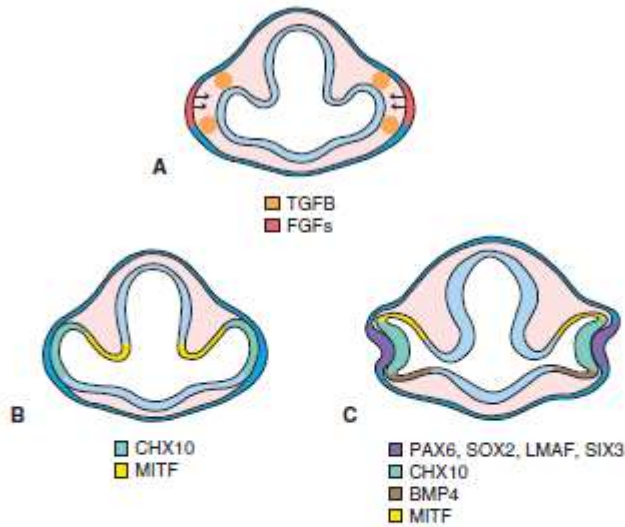 A
TGFB
FGFs
B
CHX10
MITF
C
PAX6, SOX2, LMAF, SIX3
CHX10
BMP4
MITF